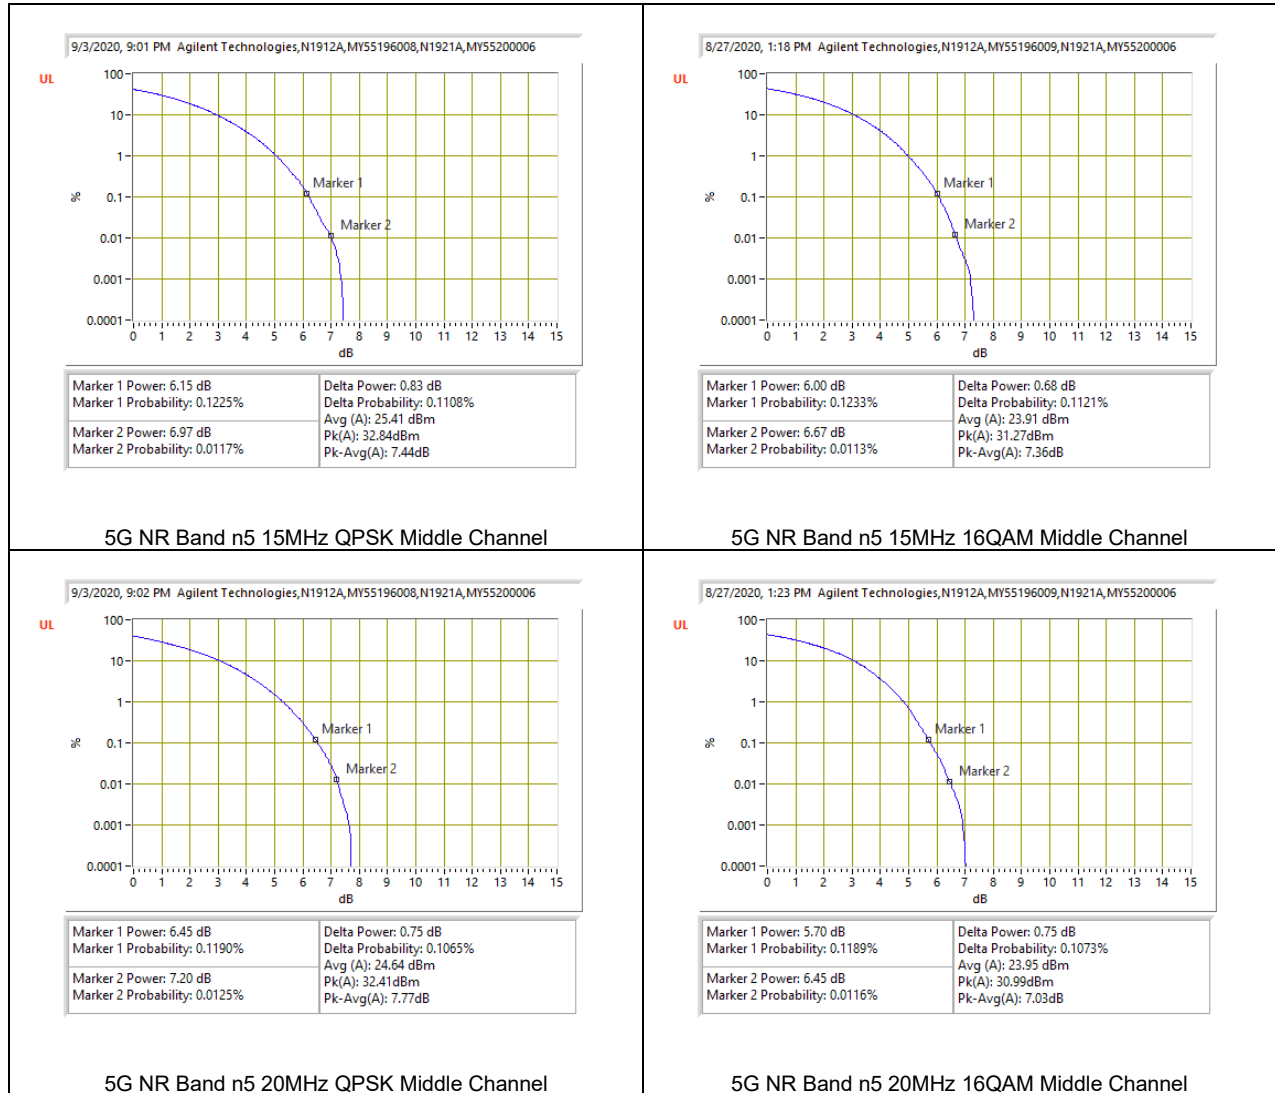 9/3/2020, 9:01 PM Agilent Technologies,N1912A,MY55196008,N1921A,MY55200006
UL
100
10
1
0.1
0.01
0.001
0.0001
%
Marker 1
Marker 2
0 1 2 3 4 5 6 7 8 9 10 11 12 13 14 15
dB
Marker 1 Power: 6.15 dB
Marker 1 Probability: 0.1225%
Marker 2 Power: 6.97 dB
Marker 2 Probability: 0.0117%
Delta Power: 0.83 dB
Delta Probability: 0.1108%
Avg (A): 25.41 dBm
Pk(A): 32.84dBm
Pk-Avg(A): 7.44dB
5G NR Band n5 15MHz QPSK Middle Channel
8/27/2020, 1:18 PM Agilent Technologies,N1912A,MY55196009,N1921A,MY55200006
UL
100
10
1
0.1
0.01
0.001
0.0001
%
Marker 1
Marker 2
0 1 2 3 4 5 6 7 8 9 10 11 12 13 14 15
dB
Marker 1 Power: 6.00 dB
Marker 1 Probability: 0.1233%
Marker 2 Power: 6.67 dB
Marker 2 Probability: 0.0113%
Delta Power: 0.68 dB
Delta Probability: 0.1121%
Avg (A): 23.91 dBm
Pk(A): 31.27dBm
Pk-Avg(A): 7.36dB
5G NR Band n5 15MHz 16QAM Middle Channel
9/3/2020, 9:02 PM Agilent Technologies,N1912A,MY55196008,N1921A,MY55200006
UL
100
10
1
0.1
0.01
0.001
0.0001
%
Marker 1
Marker 2
0 1 2 3 4 5 6 7 8 9 10 11 12 13 14 15
dB
Marker 1 Power: 6.45 dB
Marker 1 Probability: 0.1190%
Marker 2 Power: 7.20 dB
Marker 2 Probability: 0.0125%
Delta Power: 0.75 dB
Delta Probability: 0.1065%
Avg (A): 24.64 dBm
Pk(A): 32.41dBm
Pk-Avg(A): 7.77dB
5G NR Band n5 20MHz QPSK Middle Channel
8/27/2020, 1:23 PM Agilent Technologies,N1912A,MY55196009,N1921A,MY55200006
UL
100
10
1
0.1
0.01
0.001
0.0001
%
Marker 1
Marker 2
0 1 2 3 4 5 6 7 8 9 10 11 12 13 14 15
dB
Marker 1 Power: 5.70 dB
Marker 1 Probability: 0.1189%
Marker 2 Power: 6.45 dB
Marker 2 Probability: 0.0116%
Delta Power: 0.75 dB
Delta Probability: 0.1073%
Avg (A): 23.95 dBm
Pk(A): 30.99dBm
Pk-Avg(A): 7.03dB
5G NR Band n5 20MHz 16QAM Middle Channel